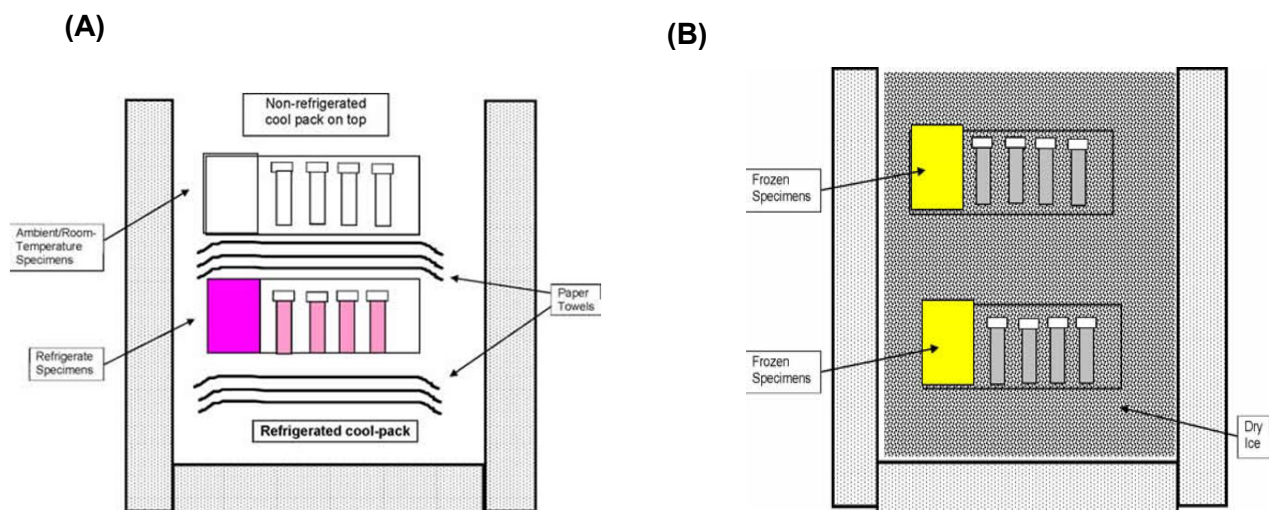 (A)
Non-refrigerated
cool pack on top
Ambient/Room-
Temperature
Specimens
Paper
Towels
Refrigerate
Specimens
Refrigerated cool-pack
(B)
Frozen
Specimens
Frozen
Specimens
Dry
Ice